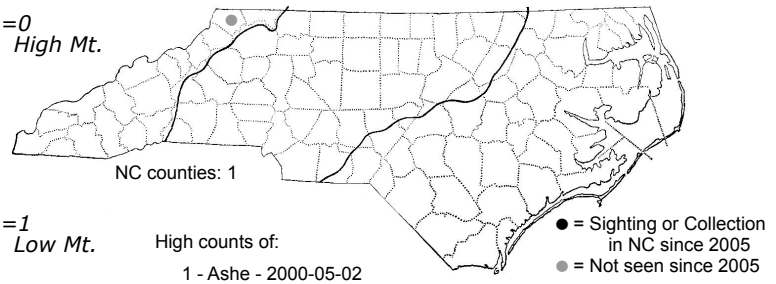 =0
High Mt.
NC counties: 1
=1
Low Mt.
High counts of:
1 - Ashe - 2000-05-02
● = Sighting or Collection
in NC since 2005
● = Not seen since 2005